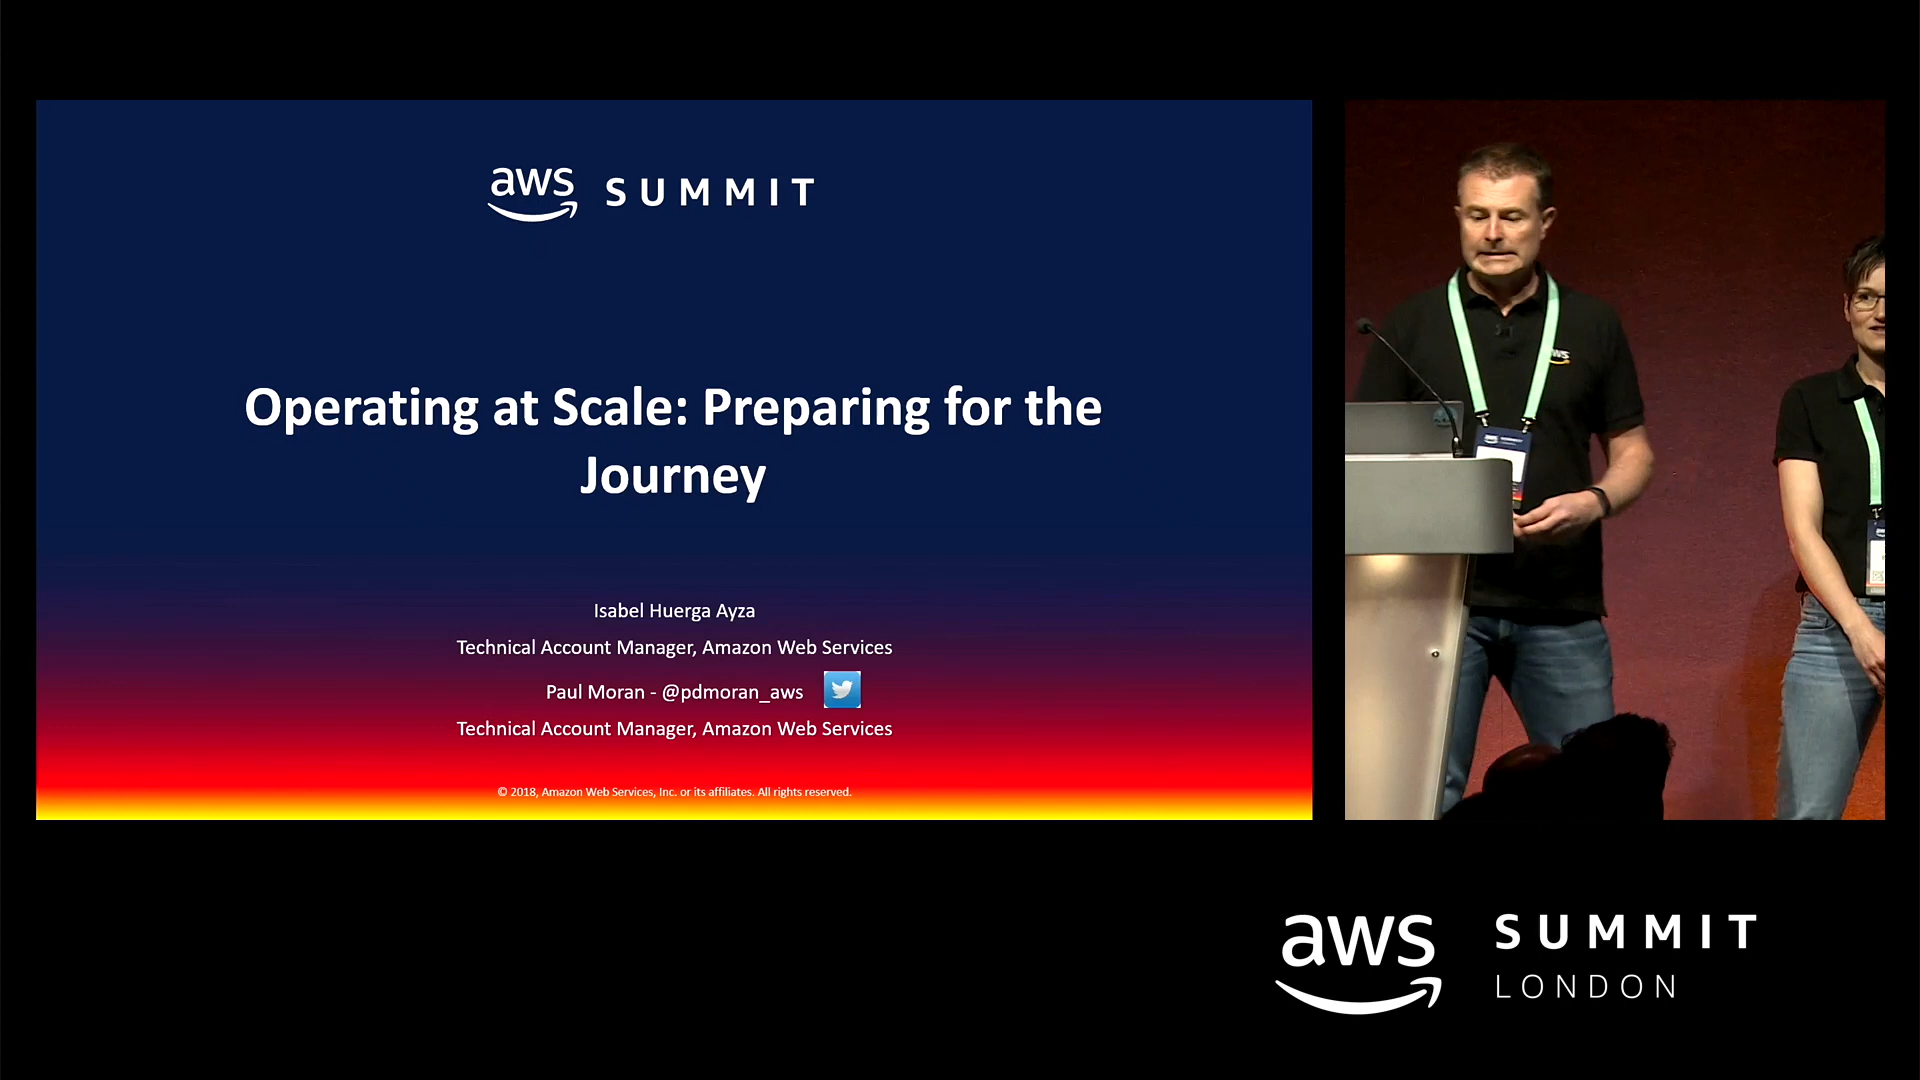 aws SUMMIT
Operating at Scale: Preparing for the
Journey
Isabel Huerga Ayza
Technical Account Manager, Amazon Web Services
Paul Moran - @pdmoran_aws
Technical Account Manager, Amazon Web Services
© 2018, Amazon Web Services, Inc. or its affiliates. All rights reserved.
aws
aws
aws SUMMIT
LONDON